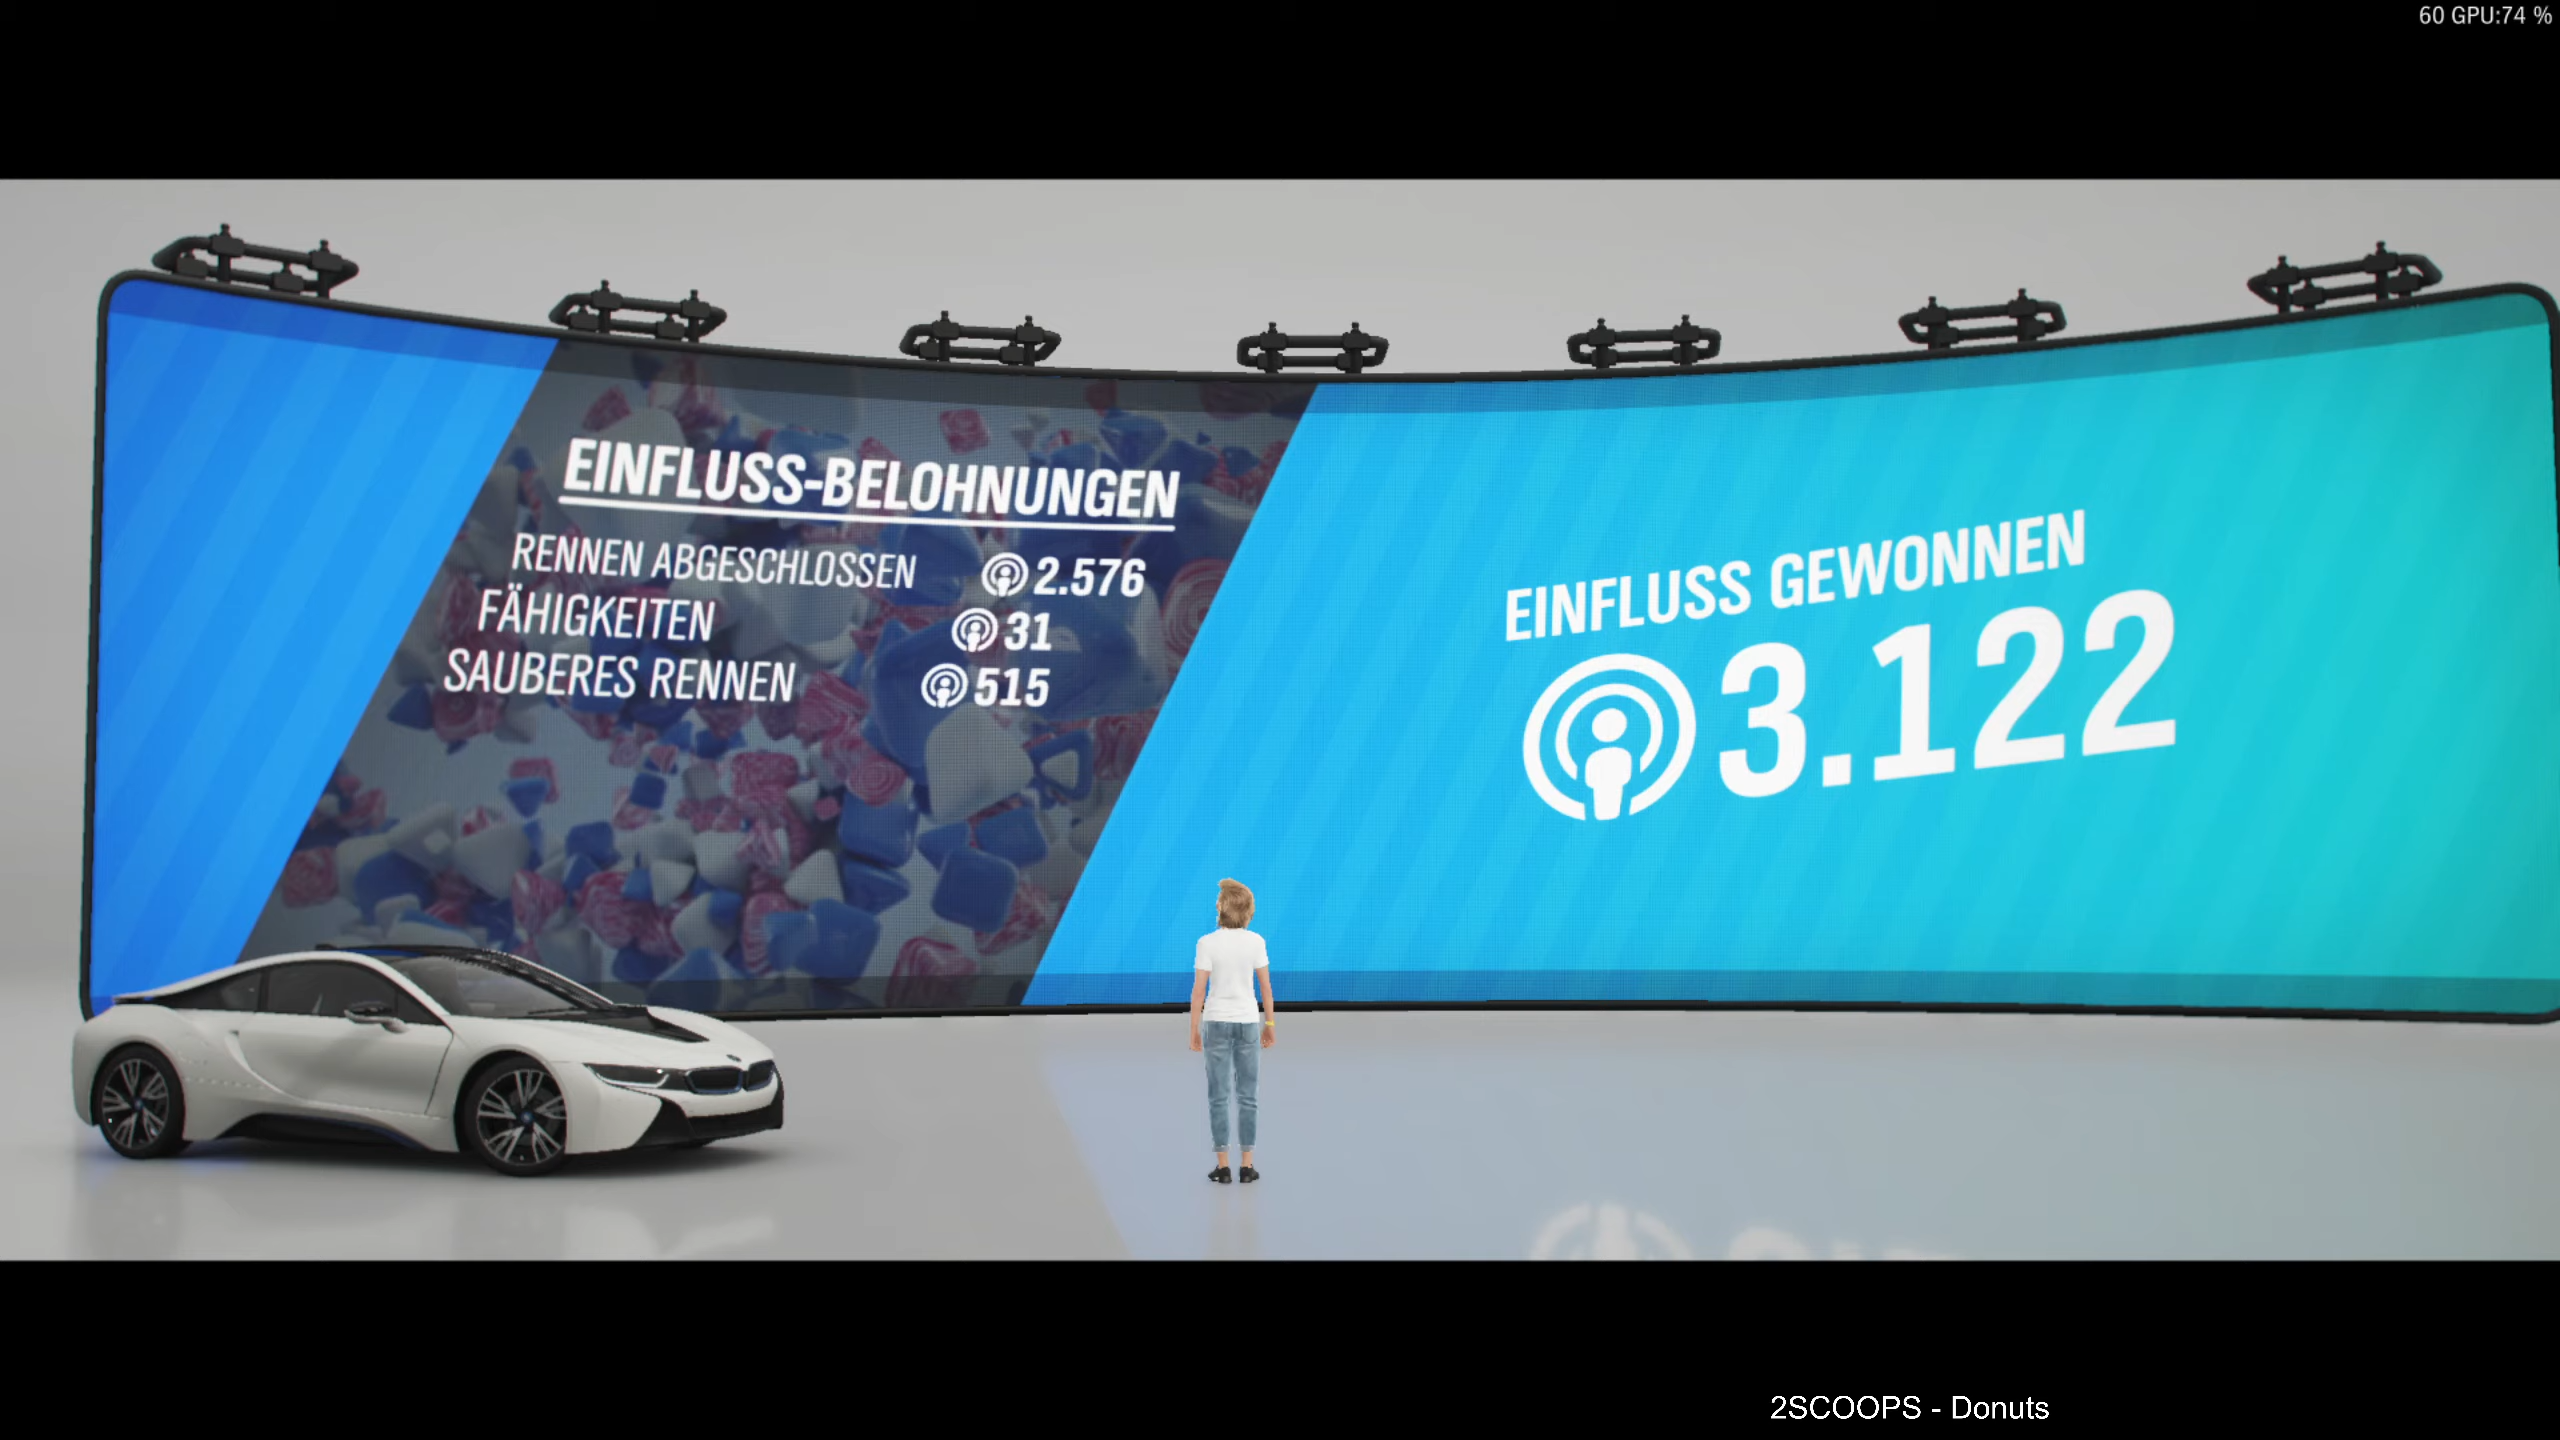 60 GPU:74 %
EINFLUSS-BELOHNUNGEN
RENNEN ABGESCHLOSSEN 2.576
FÄHIGKEITEN 31
SAUBERES RENNEN 515
EINFLUSS GEWONNEN
3.122
2SCOOPS - Donuts